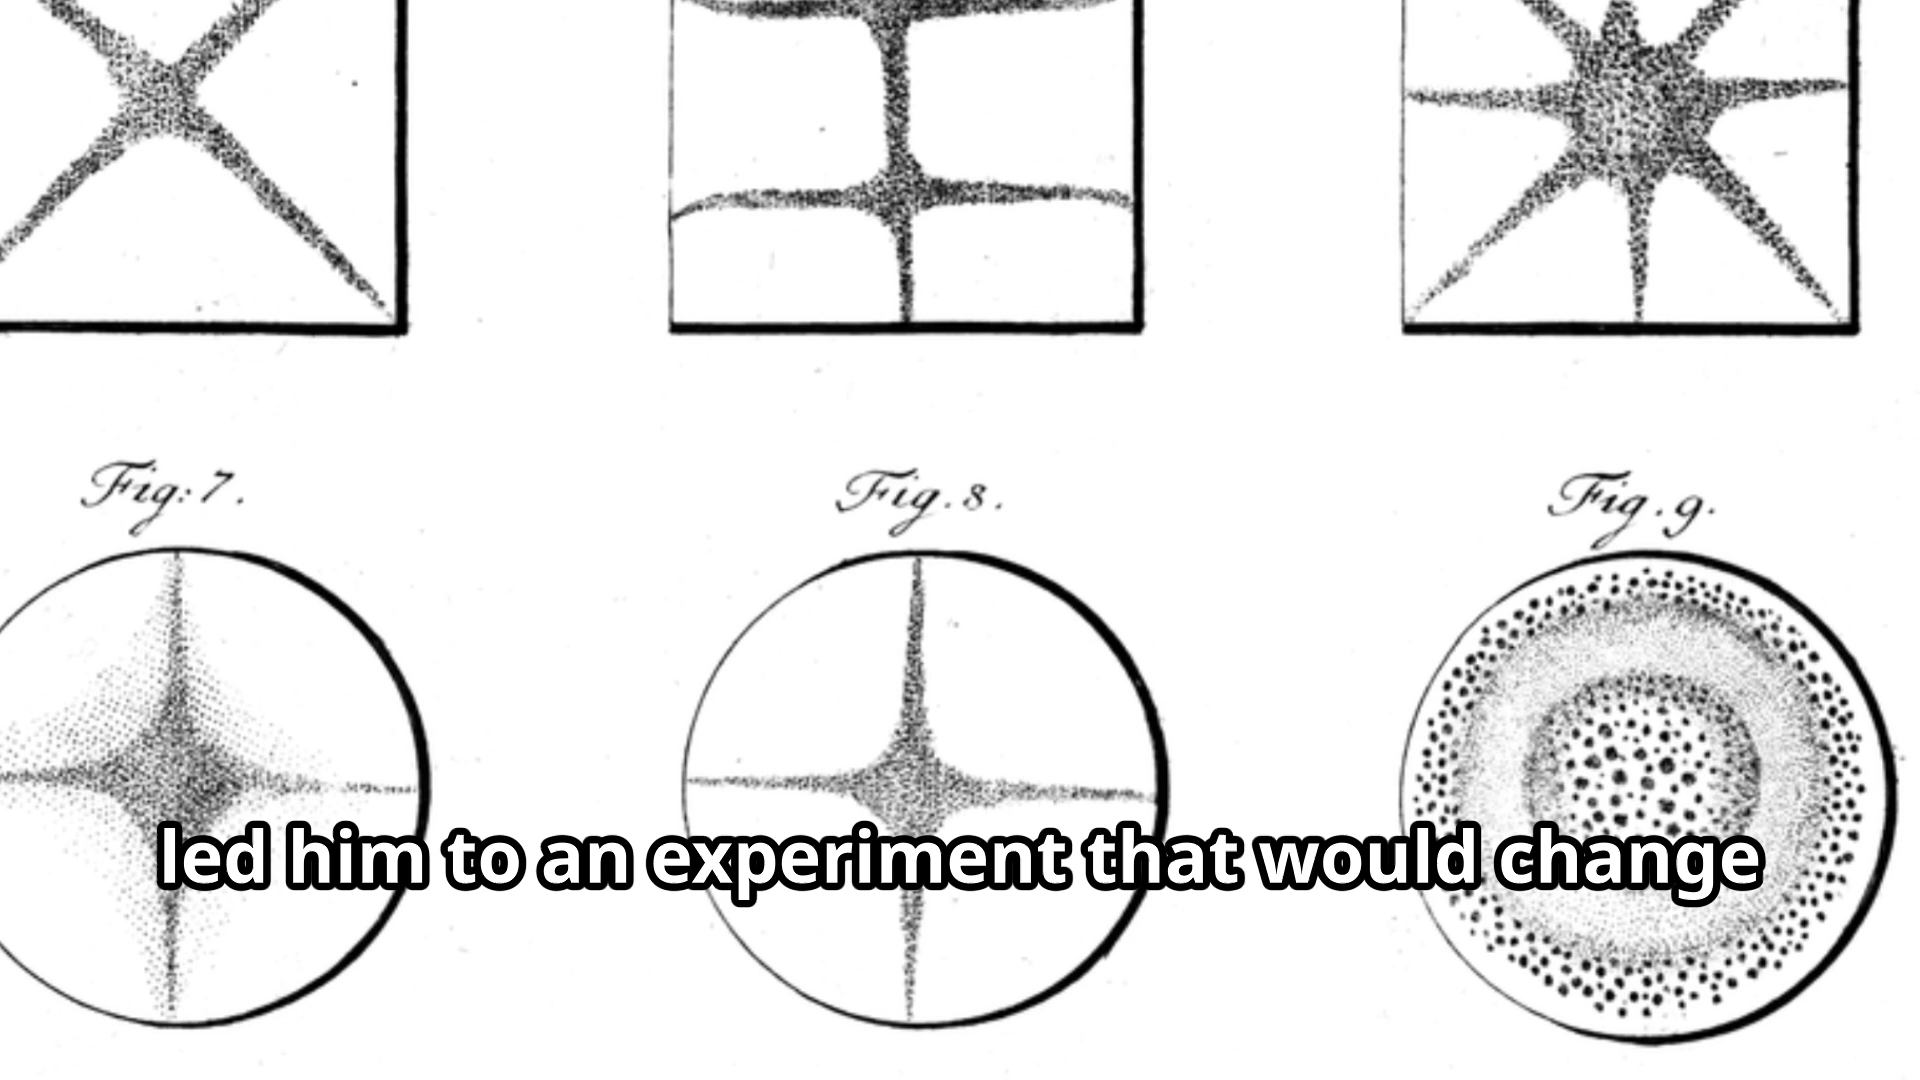 Fig: 7.
Fig. 8.
Fig. 9.
led him to an experiment that would change